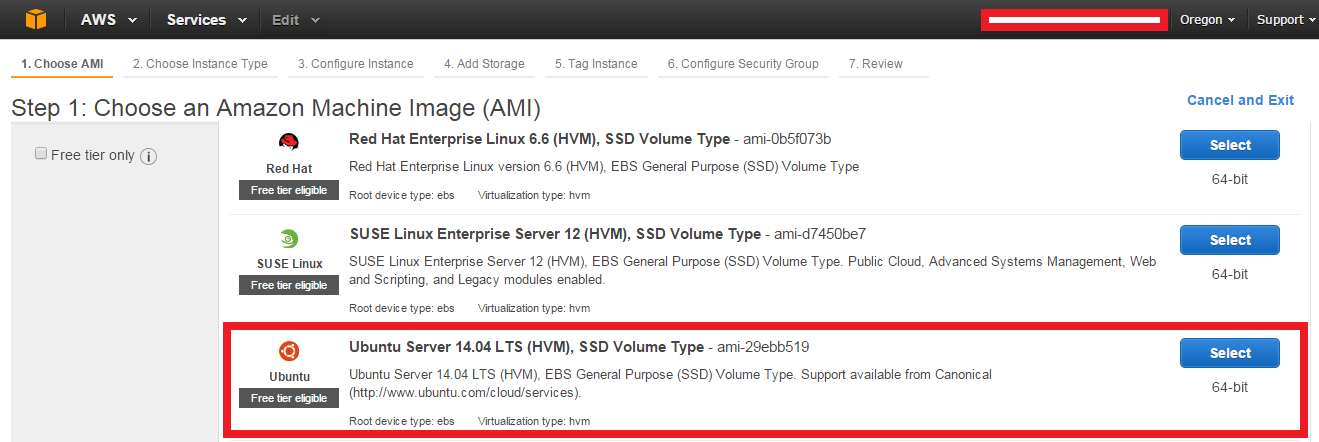 AWS Services Edit Oregon Support
1. Choose AMI 2. Choose Instance Type 3. Configure Instance 4. Add Storage 5. Tag Instance 6. Configure Security Group 7. Review
Step 1: Choose an Amazon Machine Image (AMI)
Cancel and Exit
Free tier only i
Red Hat
Free tier eligible
Red Hat Enterprise Linux 6.6 (HVM), SSD Volume Type - ami-0b5f073b
Red Hat Enterprise Linux version 6.6 (HVM), EBS General Purpose (SSD) Volume Type
Root device type: ebs Virtualization type: hvm
Select
64-bit
SUSE Linux
Free tier eligible
SUSE Linux Enterprise Server 12 (HVM), SSD Volume Type - ami-d7450be7
SUSE Linux Enterprise Server 12 (HVM), EBS General Purpose (SSD) Volume Type. Public Cloud, Advanced Systems Management, Web
and Scripting, and Legacy modules enabled.
Root device type: ebs Virtualization type: hvm
Select
64-bit
Ubuntu
Free tier eligible
Ubuntu Server 14.04 LTS (HVM), SSD Volume Type - ami-29ebb519
Ubuntu Server 14.04 LTS (HVM), EBS General Purpose (SSD) Volume Type. Support available from Canonical
(http://www.ubuntu.com/cloud/services).
Root device type: ebs Virtualization type: hvm
Select
64-bit